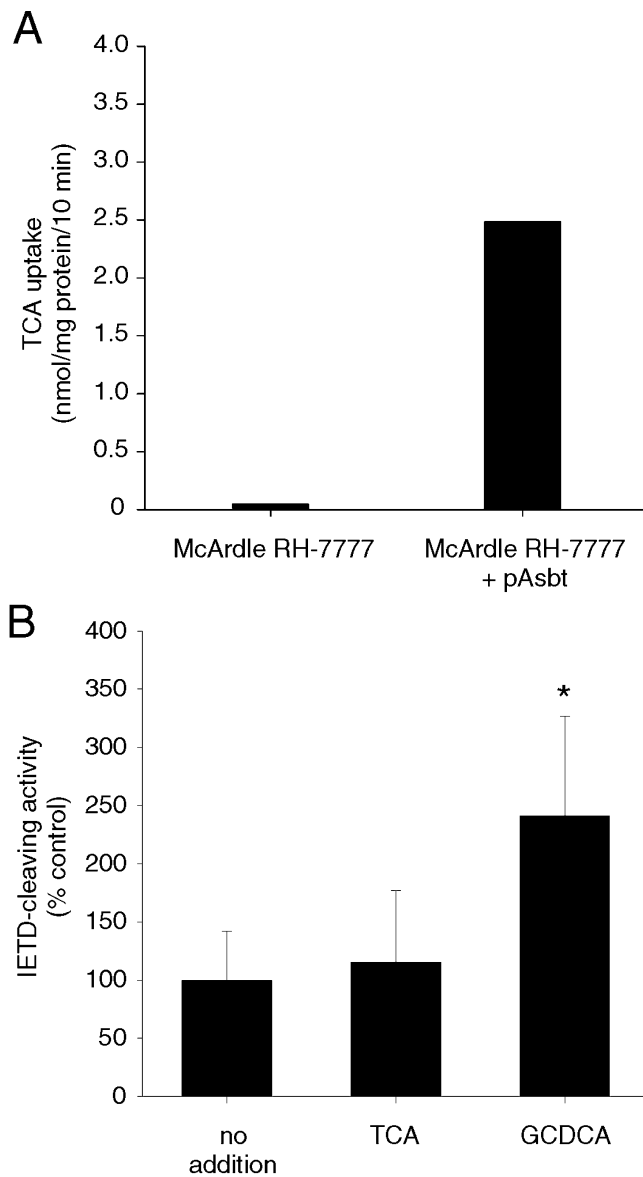 A
4.0
3.5
3.0
2.5
2.0
1.5
1.0
0.5
0
TCA uptake
(nmol/mg protein/10 min)
McArdle RH-7777
McArdle RH-7777
+ pAsbt
B
400
350
300
250
200
150
100
50
0
IETD-cleaving activity
(% control)
*
no
addition
TCA
GCDCA